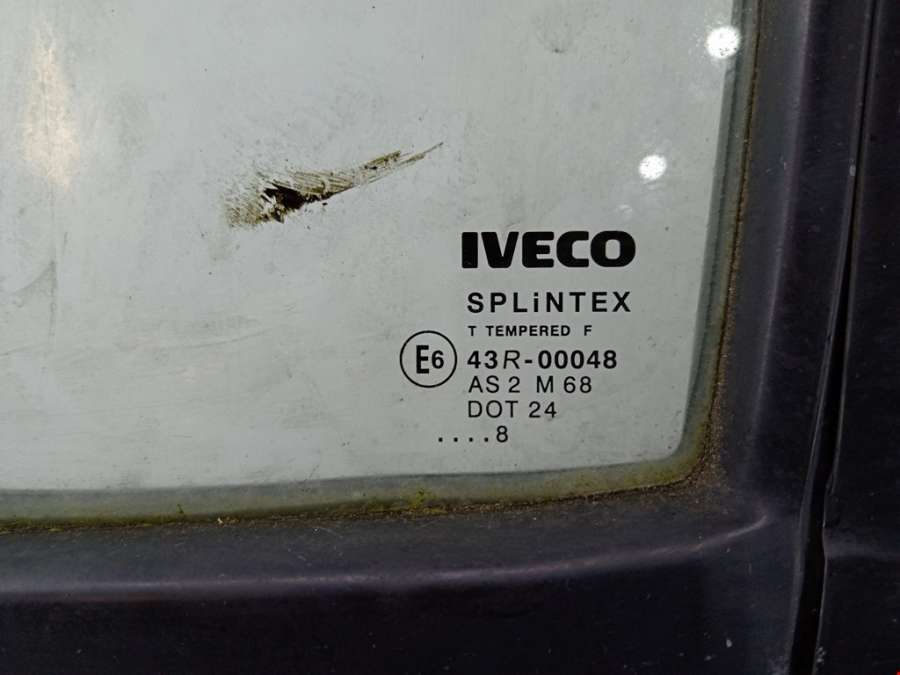 IVECO
SPLiNTEX
T TEMPERED F
E6 43R-00048
AS 2 M 68
DOT 24
....8